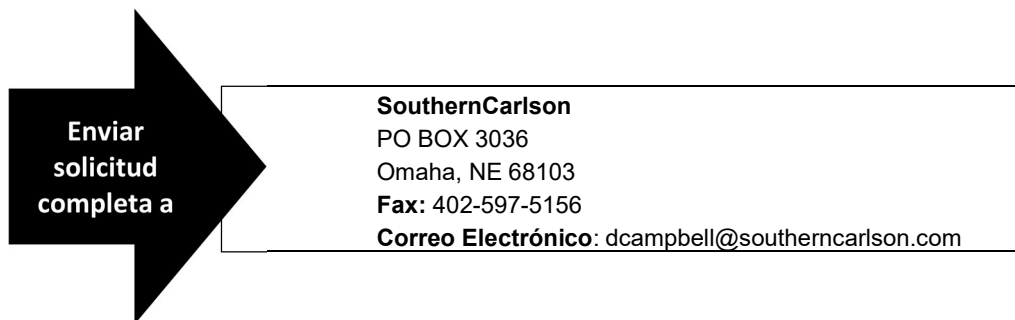 Enviar
solicitud
completa a
SouthernCarlson
PO BOX 3036
Omaha, NE 68103
Fax: 402-597-5156
Correo Electrónico: dcampbell@southerncarlson.com